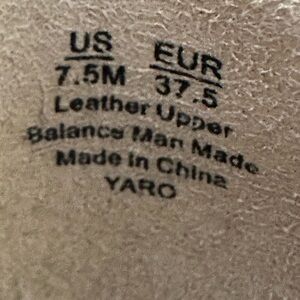 US EUR
7.5M 37.5
Leather Upper
Balance Man Made
Made in China
YARO